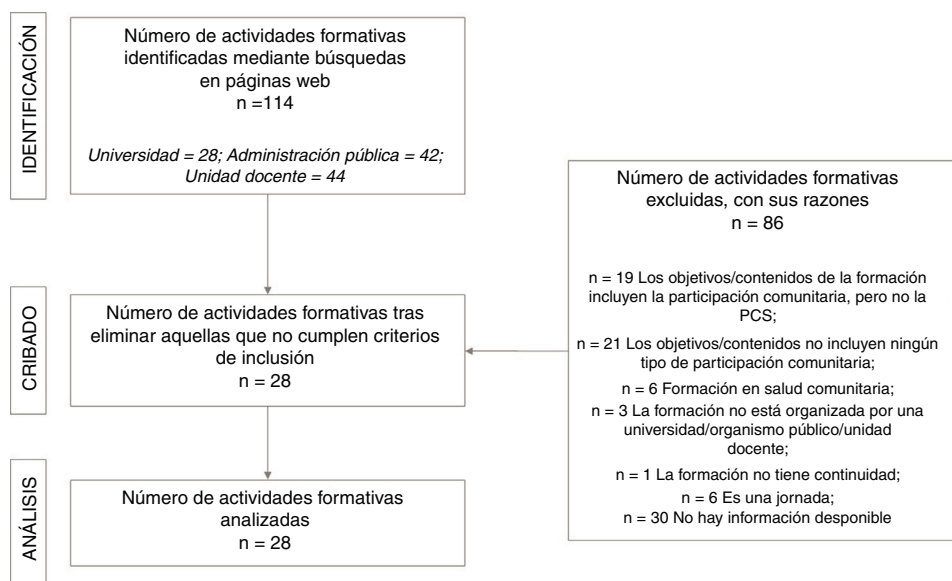 IDENTIFICACIÓN
Número de actividades formativas
identificadas mediante búsquedas
en páginas web
n =114
Universidad = 28; Administración pública = 42;
Unidad docente = 44
Número de actividades formativas
excluidas, con sus razones
n = 86
n = 19 Los objetivos/contenidos de la formación
incluyen la participación comunitaria, pero no la
PCS;
n = 21 Los objetivos/contenidos no incluyen ningún
tipo de participación comunitaria;
n = 6 Formación en salud comunitaria;
n = 3 La formación no está organizada por una
universidad/organismo público/unidad
docente;
n = 1 La formación no tiene continuidad;
n = 6 Es una jornada;
n = 30 No hay información desponible
CRIBADO
Número de actividades formativas tras
eliminar aquellas que no cumplen criterios
de inclusión
n = 28
ANÁLISIS
Número de actividades formativas
analizadas
n = 28